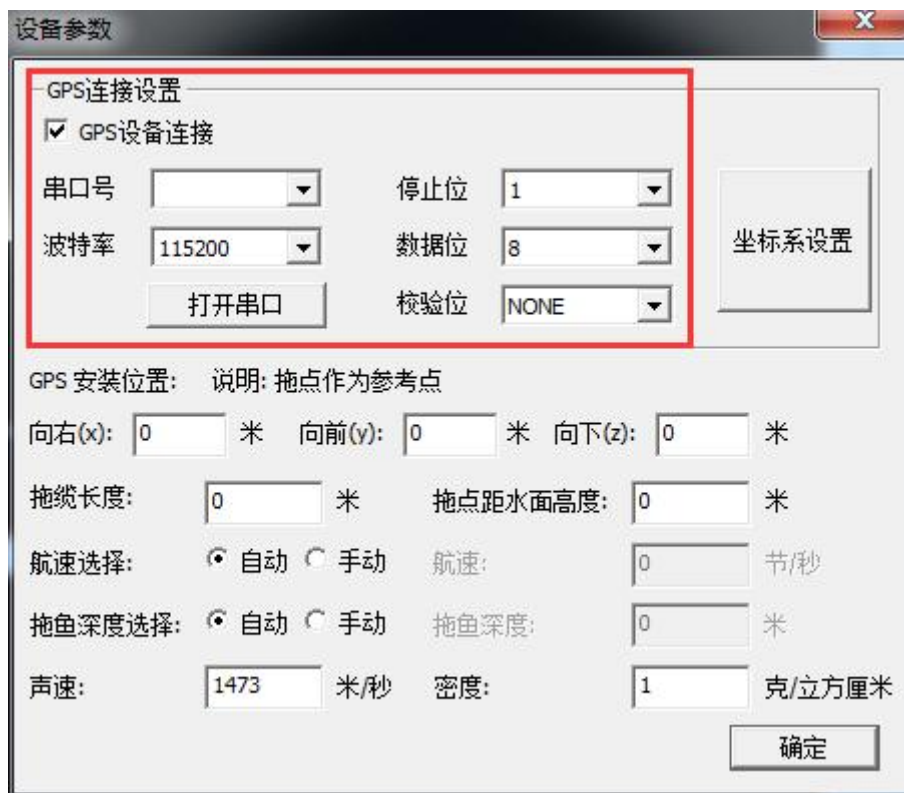 设备参数
GPS连接设置
GPS设备连接
串口号 停止位 1
波特率 115200 数据位 8 坐标系设置
打开串口 校验位 NONE
GPS 安装位置: 说明: 拖点作为参考点
向右(x): 0 米 向前(y): 0 米 向下(z): 0 米
拖缆长度: 0 米 拖点距水面高度: 0 米
航速选择: 自动 手动 航速: 0 节/秒
拖鱼深度选择: 自动 手动 拖鱼深度: 0 米
声速: 1473 米/秒 密度: 1 克/立方厘米
确定